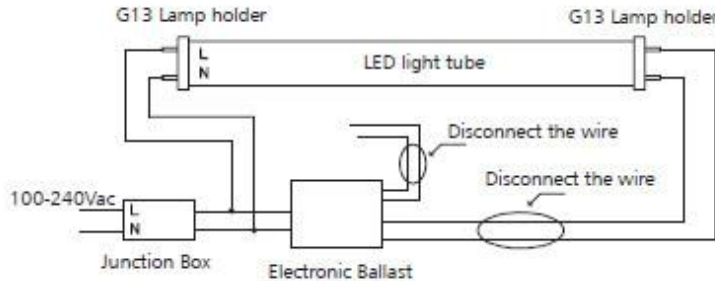 G13 Lamp holder
G13 Lamp holder
L
N
LED light tube
Disconnect the wire
Disconnect the wire
100-240Vac
L
N
Junction Box
Electronic Ballast